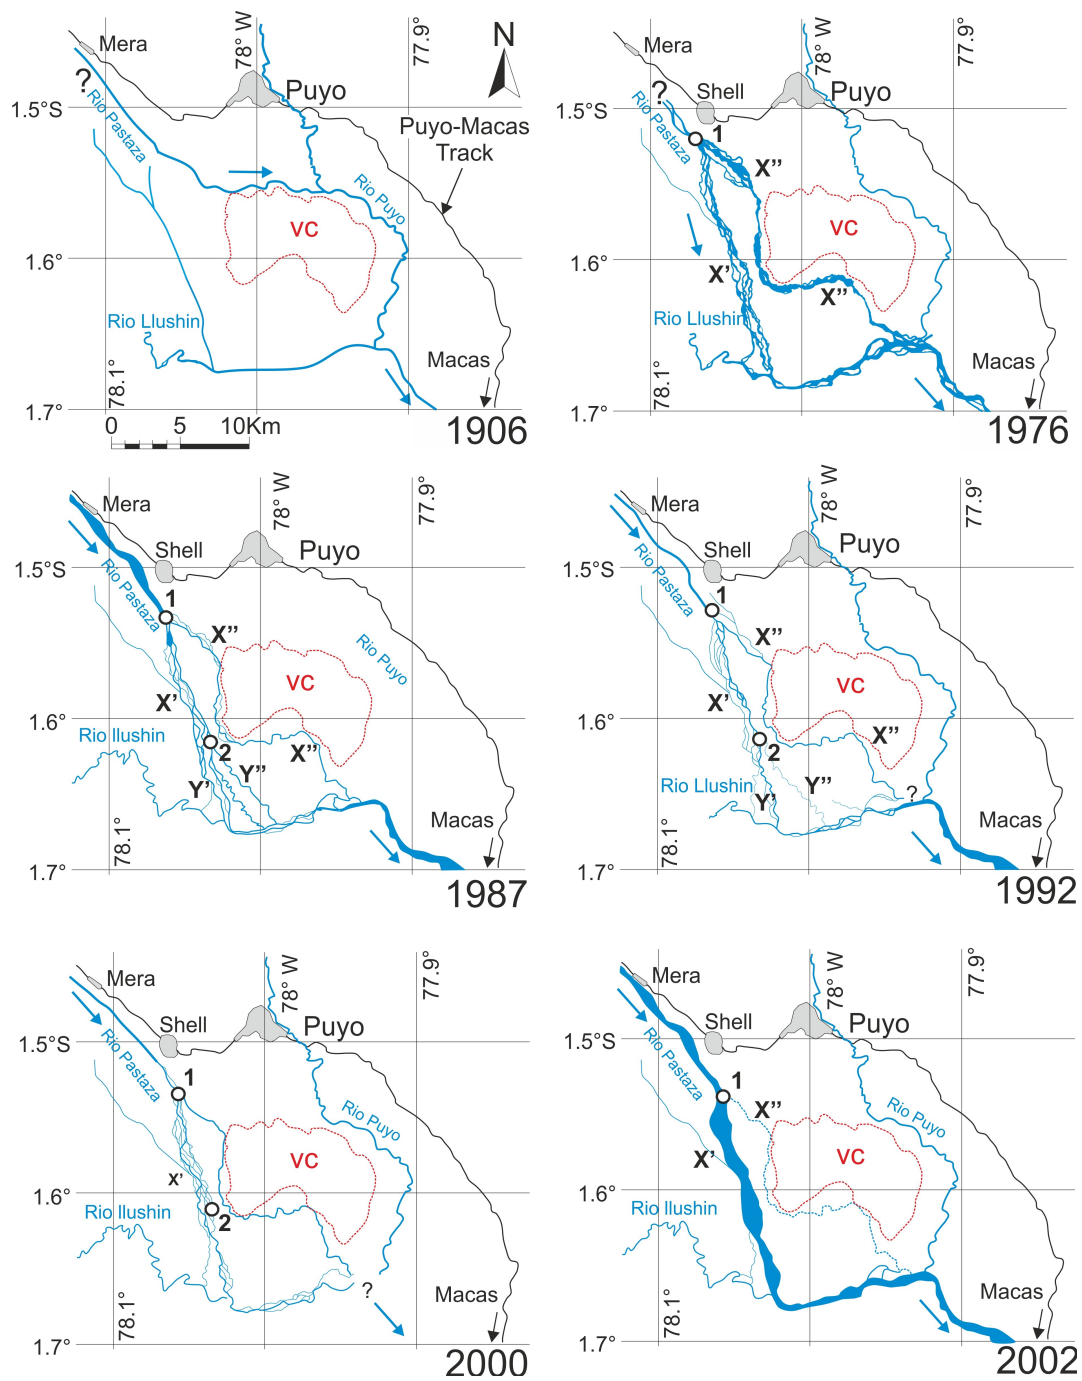 Mera
78° W
77.9°
N
?
Puyo
1.5°S
Rio Pastaza
Puyo-Macas
Track
Rio Puyo
VC
1.6°
Rio Llushin
Macas
78.1°
1.7°
0 5 10Km
1906
Mera
78° W
77.9°
?
Shell
Puyo
1.5°S
Rio Pastaza
1
X”
VC
1.6°
X’
X”
Rio Llushin
Macas
78.1°
1.7°
1976
Mera
78° W
77.9°
Shell
Puyo
1.5°S
Rio Pastaza
1
X”
Rio Puyo
VC
X’
1.6°
Rio llushin
2
X”
Y”
Y’
Macas
78.1°
1.7°
1987
Mera
78° W
77.9°
Shell
Puyo
1.5°S
Rio Pastaza
1
X”
VC
X’
1.6°
X”
2
Rio Llushin
Y”
Y’
?
Macas
78.1°
1.7°
1992
Mera
78° W
77.9°
Shell
Puyo
1.5°S
Rio Pastaza
1
Rio Puyo
VC
X’
1.6°
Rio llushin
2
?
Macas
78.1°
1.7°
2000
Mera
78° W
77.9°
Shell
Puyo
1.5°S
Rio Pastaza
1
X”
Rio Puyo
X’
VC
1.6°
Rio lushin
Macas
78.1°
1.7°
2002